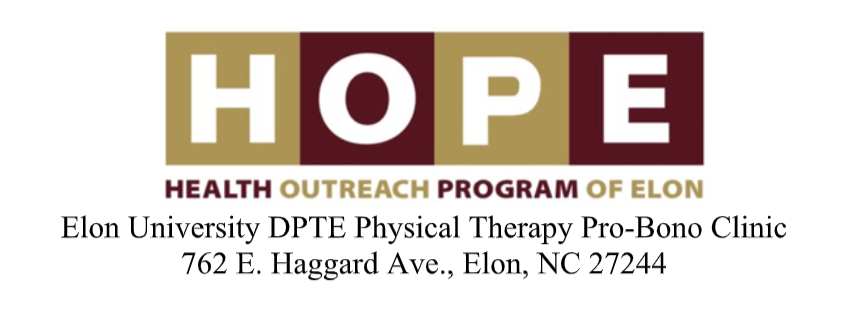 HOPE
HEALTH OUTREACH PROGRAM OF ELON
Elon University DPTE Physical Therapy Pro-Bono Clinic
762 E. Haggard Ave., Elon, NC 27244